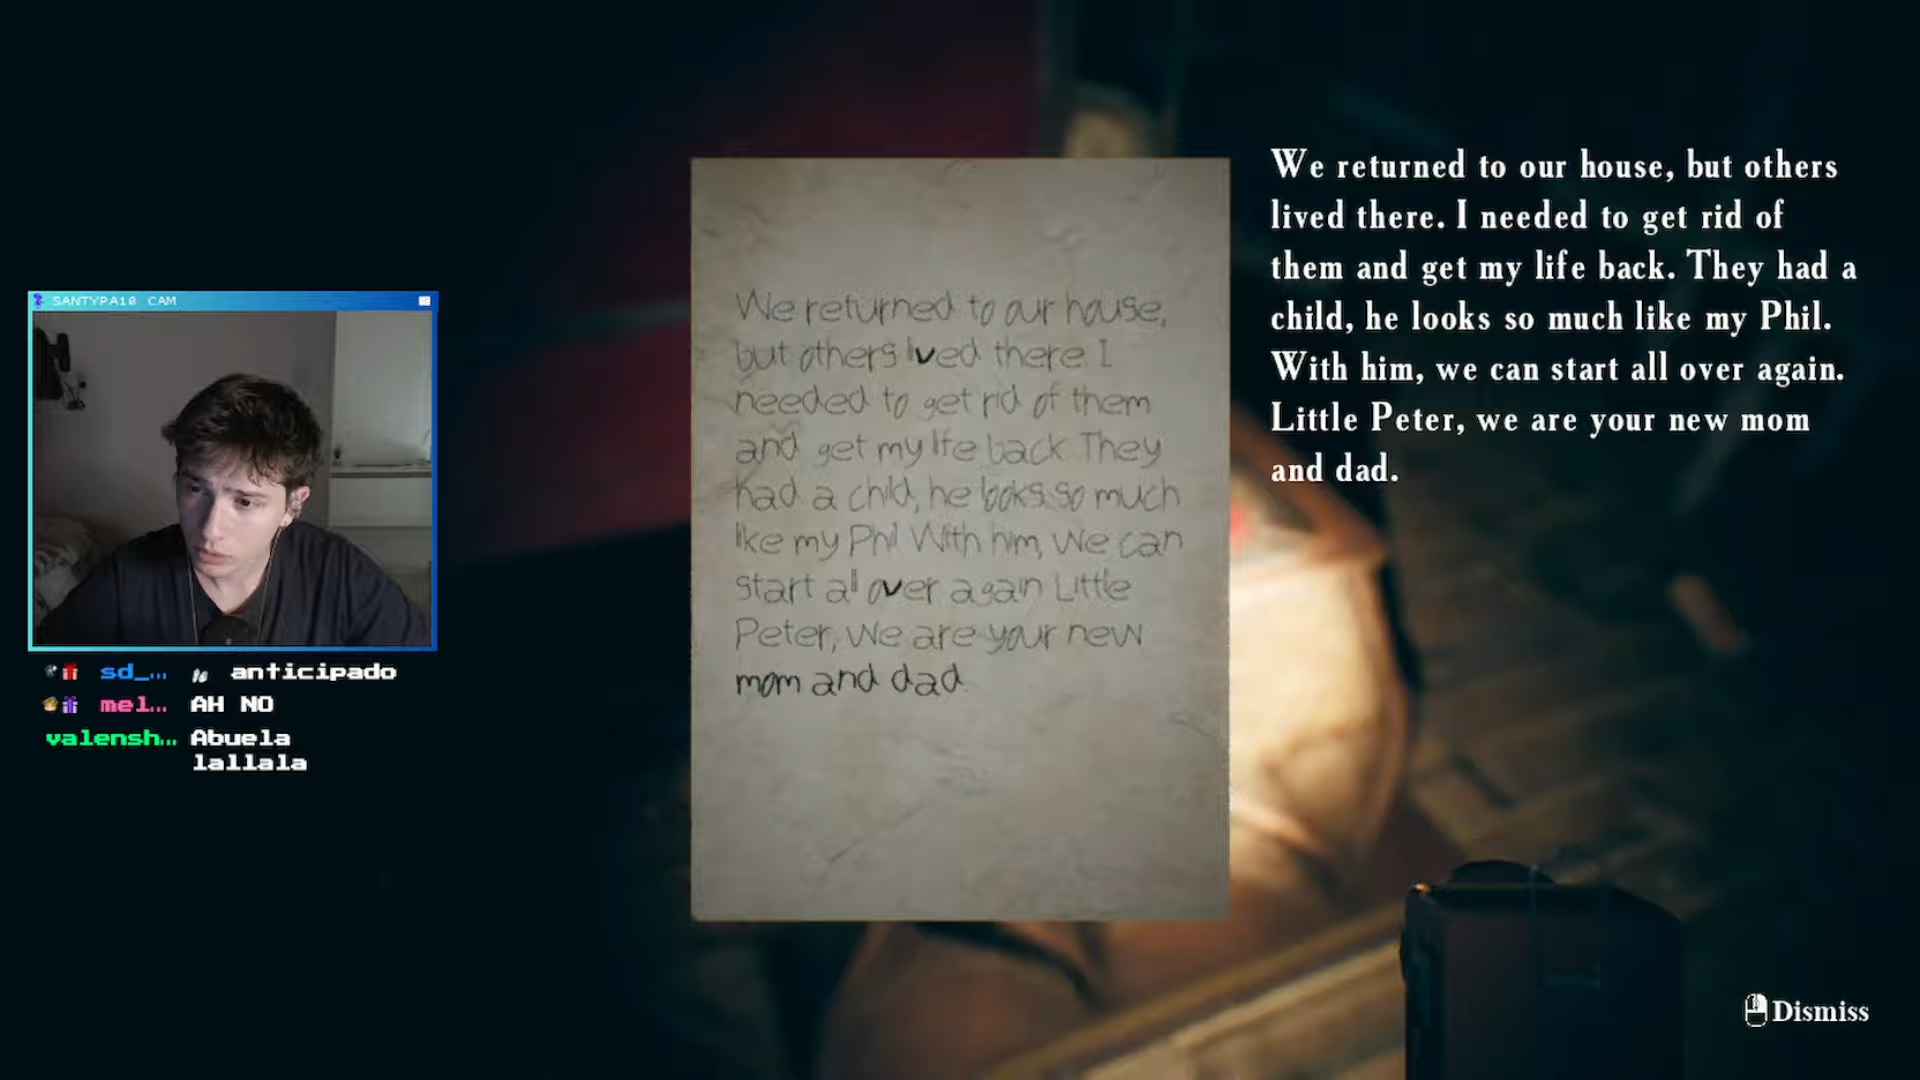 SANTYPA10 CAM
sd_... anticipado
mel... AH NO
valensh... Abuela
lallala
We returned to our house,
but others lived there. I
needed to get rid of them
and get my life back. They
had a child, he looks so much
like my Phil. With him, we can
start all over again. Little
Peter, we are your new
mom and dad.
We returned to our house, but others
lived there. I needed to get rid of
them and get my life back. They had a
child, he looks so much like my Phil.
With him, we can start all over again.
Little Peter, we are your new mom
and dad.
Dismiss